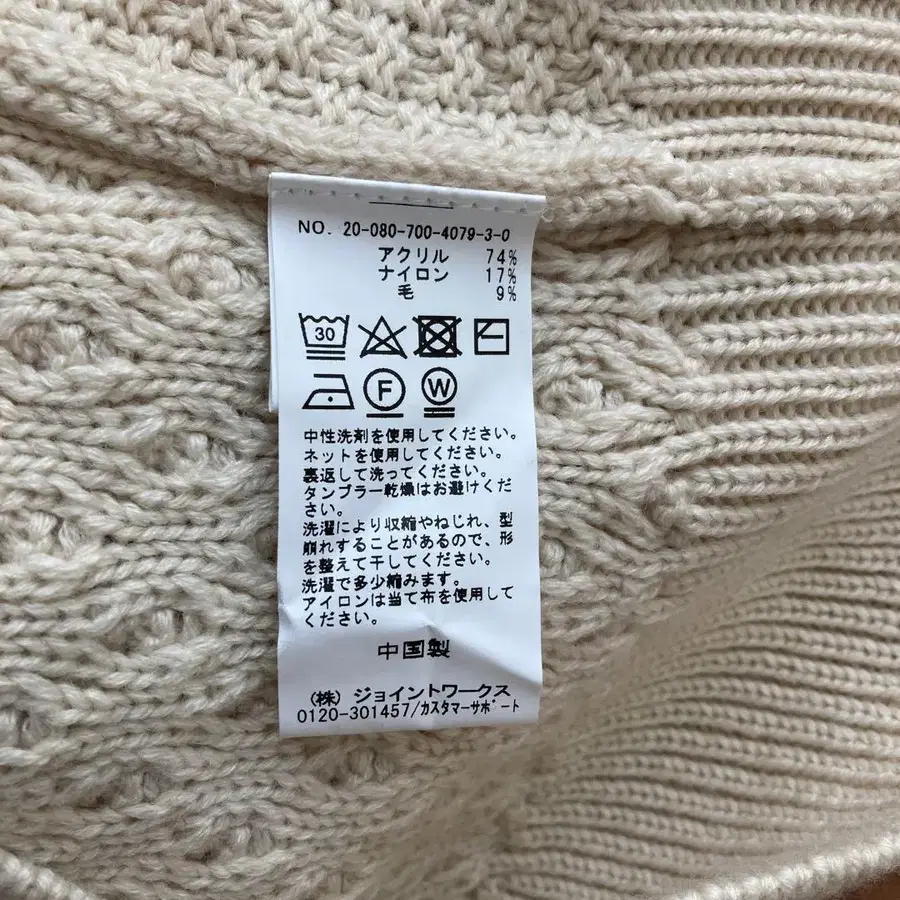 NO. 20-080-700-4079-3-0
アクリル 74%
ナイロン 17%
毛 9%
30
F W
中性洗剤を使用してください。
ネットを使用してください。
裏返して洗ってください。
タンブラー乾燥はお避けくだ
さい。
洗濯により収縮やねじれ、型
崩れすることがあるので、形
を整えて干してください。
洗濯で多少縮みます。
アイロンは当て布を使用して
ください。
中国製
(株) ジョイントワークス
0120-301457/カスタマーサポート